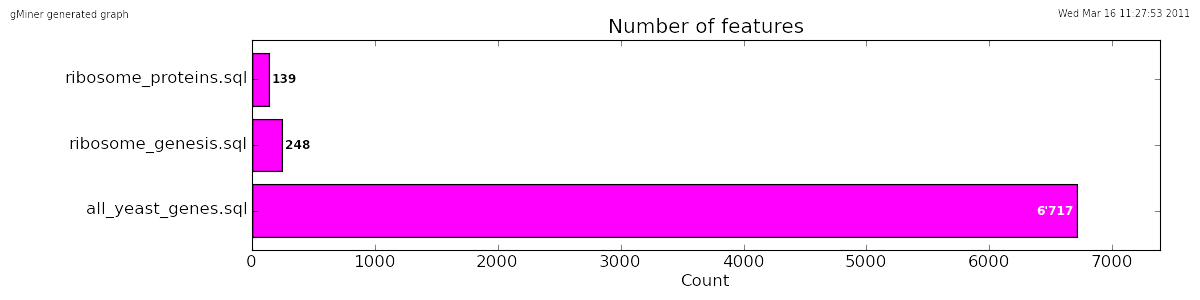 gMiner generated graph
Wed Mar 16 11:27:53 2011
Number of features
ribosome_proteins.sql
139
ribosome_genesis.sql
248
all_yeast_genes.sql
6'717
0 1000 2000 3000 4000 5000 6000 7000
Count